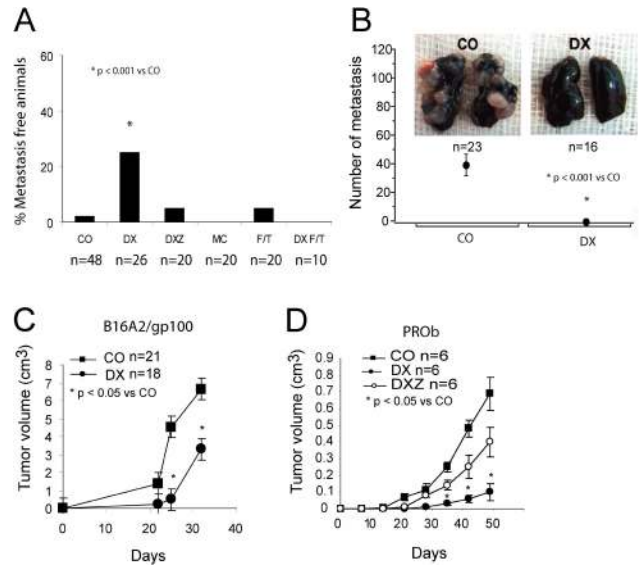 A
% Metastasis free animals
60
40
20
0
* p < 0.001 vs CO
*
CO DX DXZ MC F/T DX F/T
n=48 n=26 n=20 n=20 n=20 n=10
B
Number of metastasis
120
100
80
60
40
20
0
CO DX
n=23 n=16
* p < 0.001 vs CO
*
CO DX
C
B16A2/gp100
CO n=21
DX n=18
* p < 0.05 vs CO
Tumor volume (cm3)
8
7
6
5
4
3
2
1
0
* *
0 10 20 30 40
Days
D
PROb
CO n=6
DX n=6
DXZ n=6
* p < 0.05 vs CO
Tumor volume (cm3)
0.9
0.8
0.7
0.6
0.5
0.4
0.3
0.2
0.1
0
* * *
0 10 20 30 40 50
Days